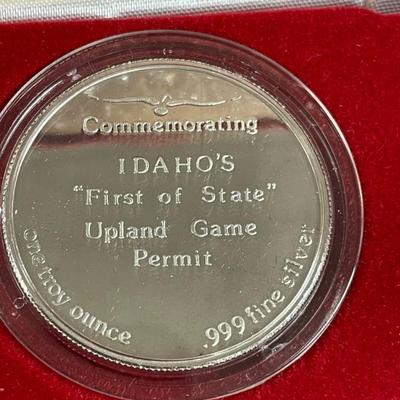 Commemorating
IDAHO'S
"First of State"
Upland Game
Permit
one troy ounce
.999 fine silver